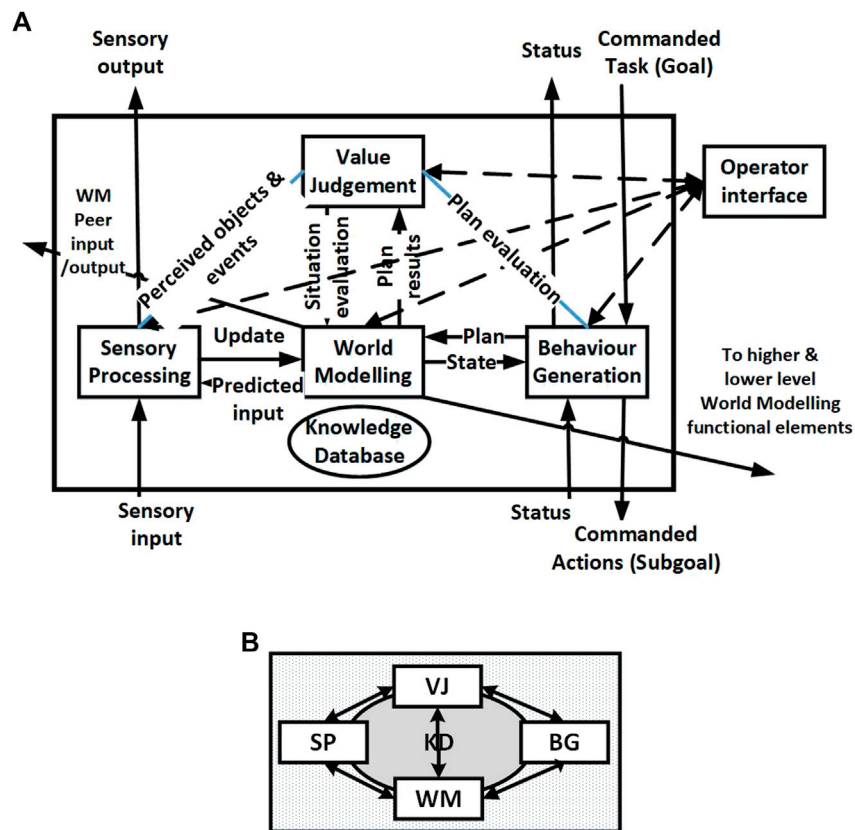 A
Sensory
output
Status
Commanded
Task (Goal)
Value
Judgement
Operator
interface
WM
Peer
input
/output
Perceived objects &
events
Situation
evaluation
Plan
results
Plan evaluation
Sensory
Processing
Update
Predicted
input
World
Modelling
Plan
State
Behaviour
Generation
Knowledge
Database
To higher &
lower level
World Modelling
functional elements
Sensory
input
Status
Commanded
Actions (Subgoal)
B
VJ
SP
KD
BG
WM